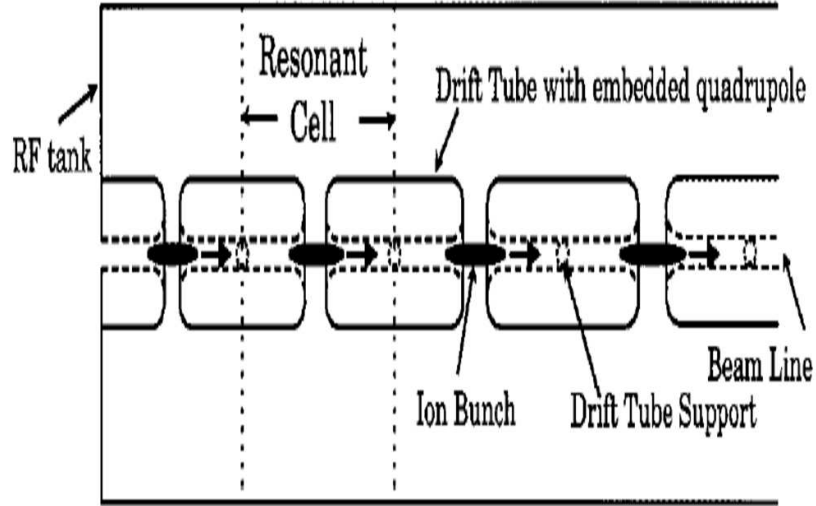 Resonant
Cell
Drift Tube with embedded quadrupole
RF tank
Beam Line
Ion Bunch
Drift Tube Support